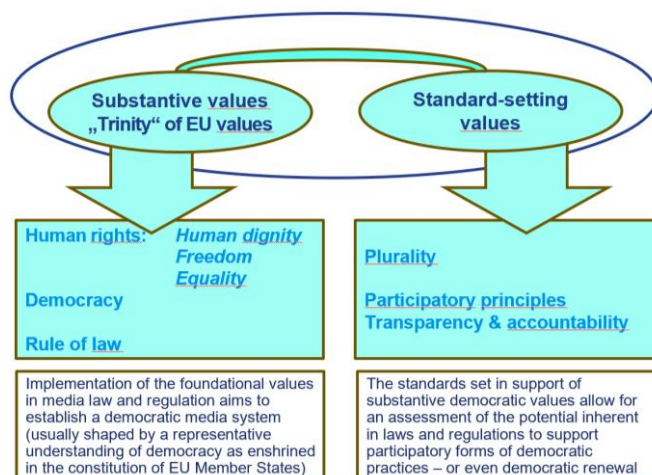 Substantive values
„Trinity“ of EU values
Standard-setting
values
Human rights: Human dignity
Freedom
Equality
Democracy
Rule of law
Plurality
Participatory principles
Transparency & accountability
Implementation of the foundational values
in media law and regulation aims to
establish a democratic media system
(usually shaped by a representative
understanding of democracy as enshrined
in the constitution of EU Member States)
The standards set in support of
substantive democratic values allow for
an assessment of the potential inherent
in laws and regulations to support
participatory forms of democratic
practices – or even democratic renewal